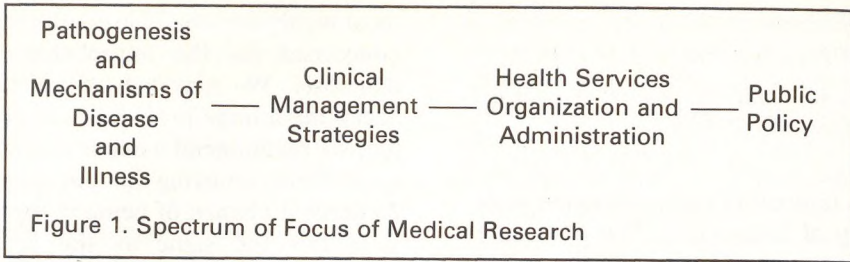 Pathogenesis
and
Mechanisms of
Disease
and
Illness
Clinical
Management
Strategies
Health Services
Organization and
Administration
Public
Policy
Figure 1. Spectrum of Focus of Medical Research